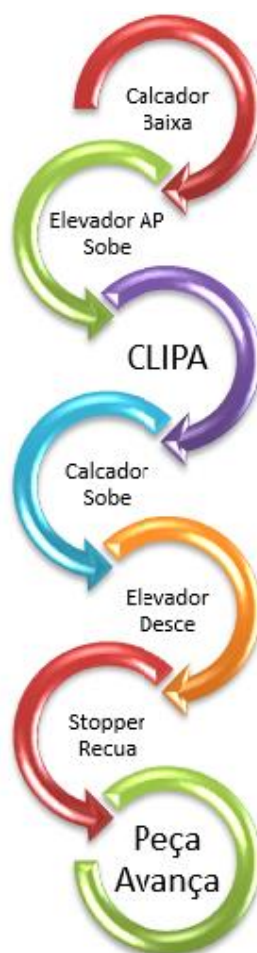 Calcador
Baixa
Elevador AP
Sobe
CLIPA
Calcador
Sobe
Elevador
Desce
Stopper
Recua
Peça
Avança